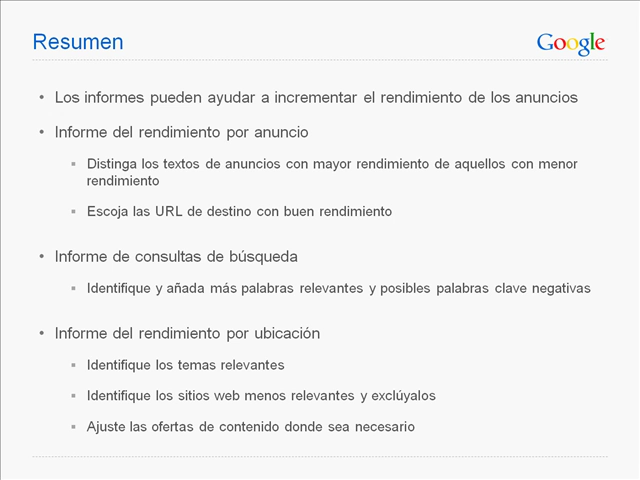 Resumen
Google
• Los informes pueden ayudar a incrementar el rendimiento de los anuncios
• Informe del rendimiento por anuncio
▪ Distinga los textos de anuncios con mayor rendimiento de aquellos con menor
rendimiento
▪ Escoja las URL de destino con buen rendimiento
• Informe de consultas de búsqueda
▪ Identifique y añada más palabras relevantes y posibles palabras clave negativas
• Informe del rendimiento por ubicación
▪ Identifique los temas relevantes
▪ Identifique los sitios web menos relevantes y exclúyalos
▪ Ajuste las ofertas de contenido donde sea necesario